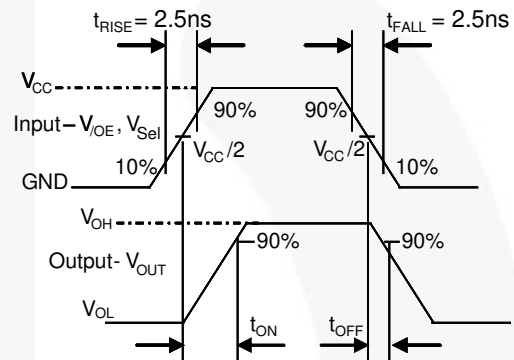 tRISE = 2.5ns
tFALL = 2.5ns
VCC
90%
90%
Input – V/OE , VSel
VCC/2
VCC/2
10%
10%
GND
VOH
90%
90%
Output- VOUT
VOL
tON
tOFF